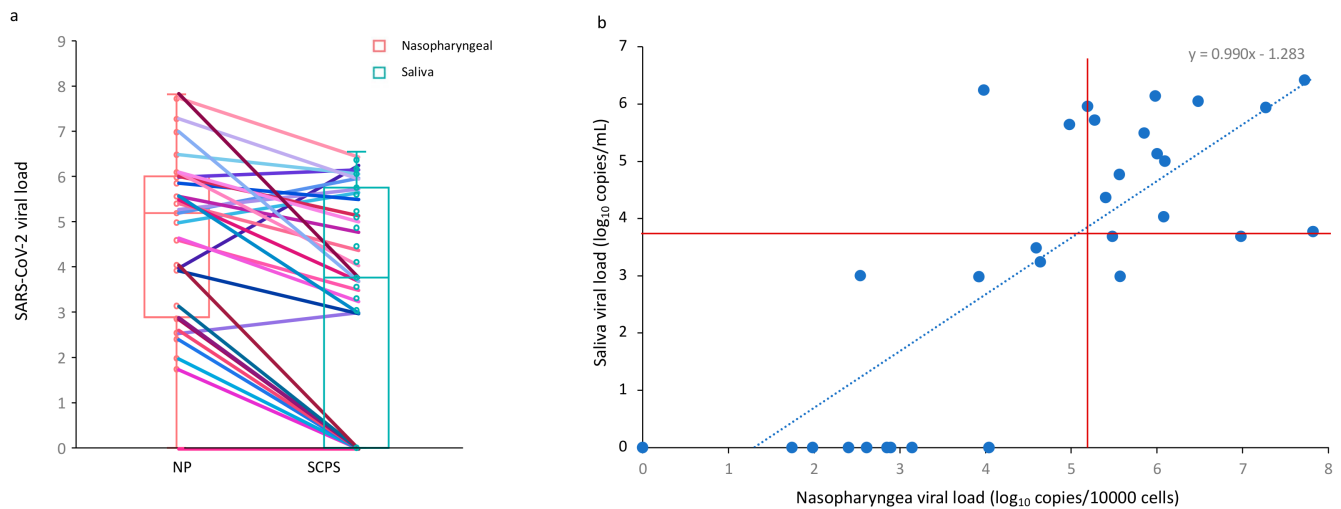 a
9
8
7
6
5
4
3
2
1
0
SARS-CoV-2 viral load
Nasopharyngeal
Saliva
NP
SCPS
b
7
6
5
4
3
2
1
0
Saliva viral load (log10 copies/mL)
y = 0.990x - 1.283
0
1
2
3
4
5
6
7
8
Nasopharyngea viral load (log10 copies/10000 cells)